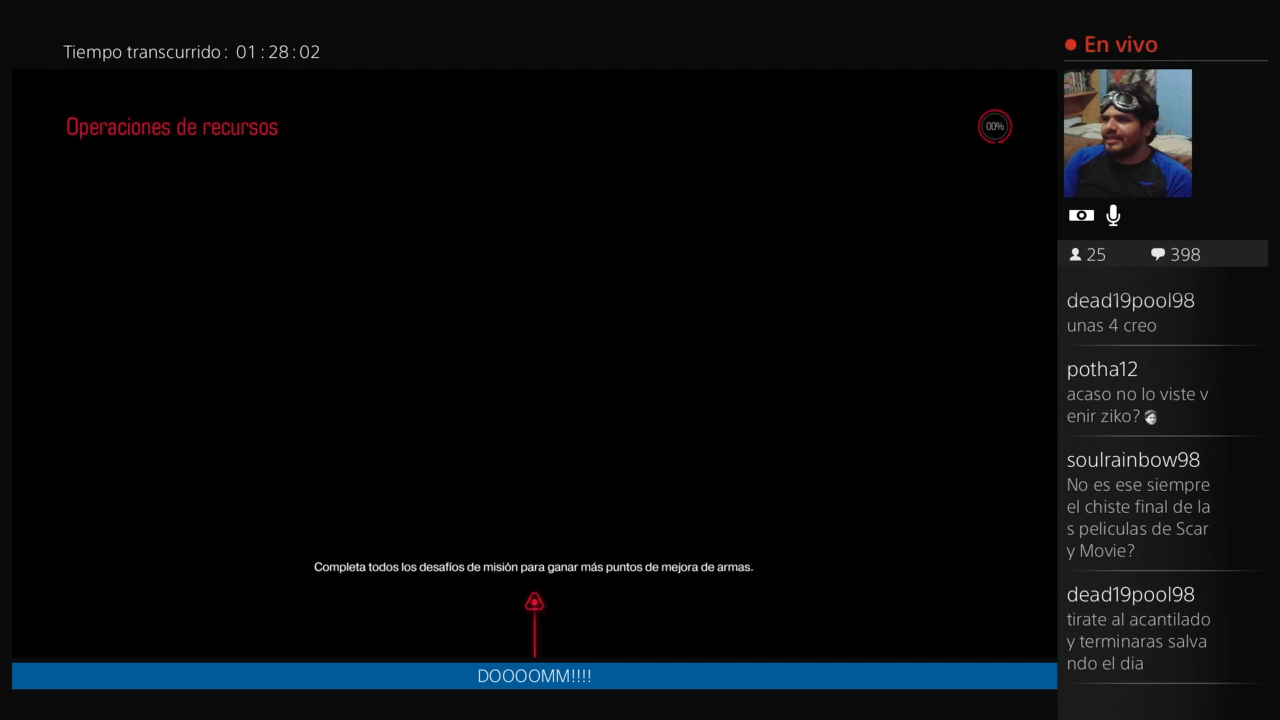 Tiempo transcurrido: 01:28:02
En vivo
Operaciones de recursos
00%
25 398
dead19pool98
unas 4 creo
potha12
acaso no lo viste v
enir ziko?
soulrainbow98
No es ese siempre
el chiste final de la
s peliculas de Scar
y Movie?
dead19pool98
tirate al acantilado
y terminaras salva
ndo el dia
Completa todos los desafíos de misión para ganar más puntos de mejora de armas.
DOOOOMM!!!!